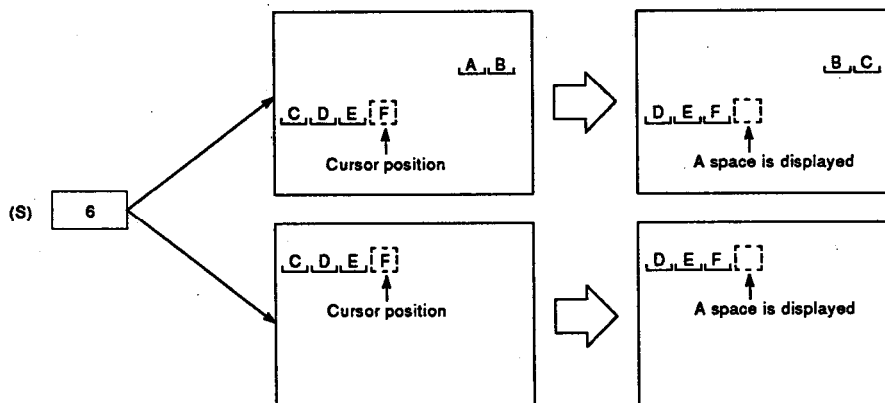 A B
B C
C D E F
D E F
Cursor position
A space is displayed
(S) 6
C D E F
D E F
Cursor position
A space is displayed